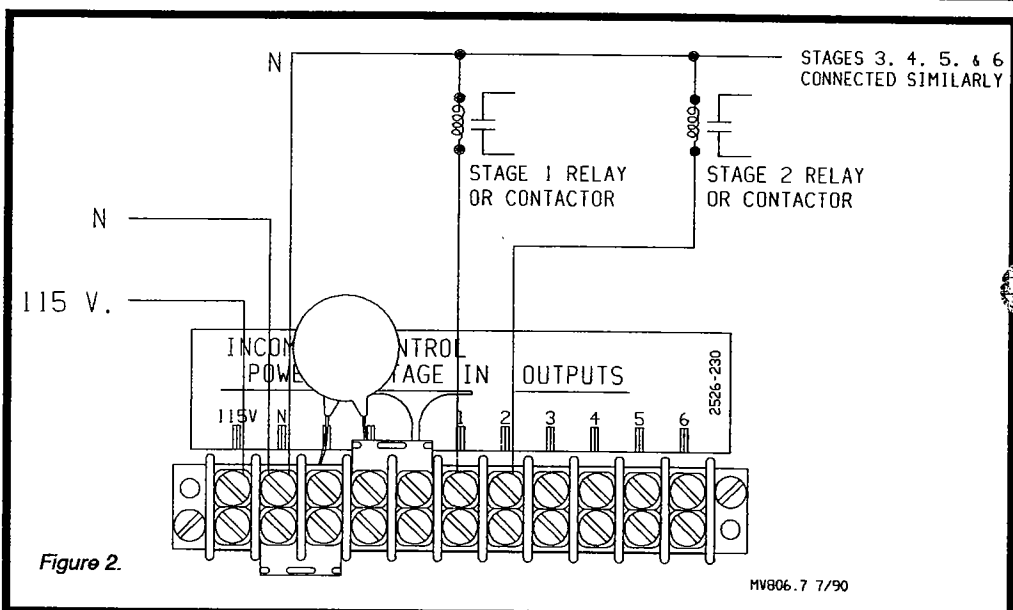 N
STAGES 3. 4. 5. & 6
CONNECTED SIMILARLY
STAGE 1 RELAY
OR CONTACTOR
STAGE 2 RELAY
OR CONTACTOR
N
115 V.
INCOM NTROL
POWE TAGE IN OUTPUTS
2526-230
115V N 1 2 3 4 5 6
Figure 2.
MV806.7 7/90